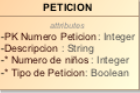 PETICION
attributes
-PK Numero Peticion : Integer
-Descripcion : String
-* Numero de niños : Integer
-* Tipo de Peticion: Boolean